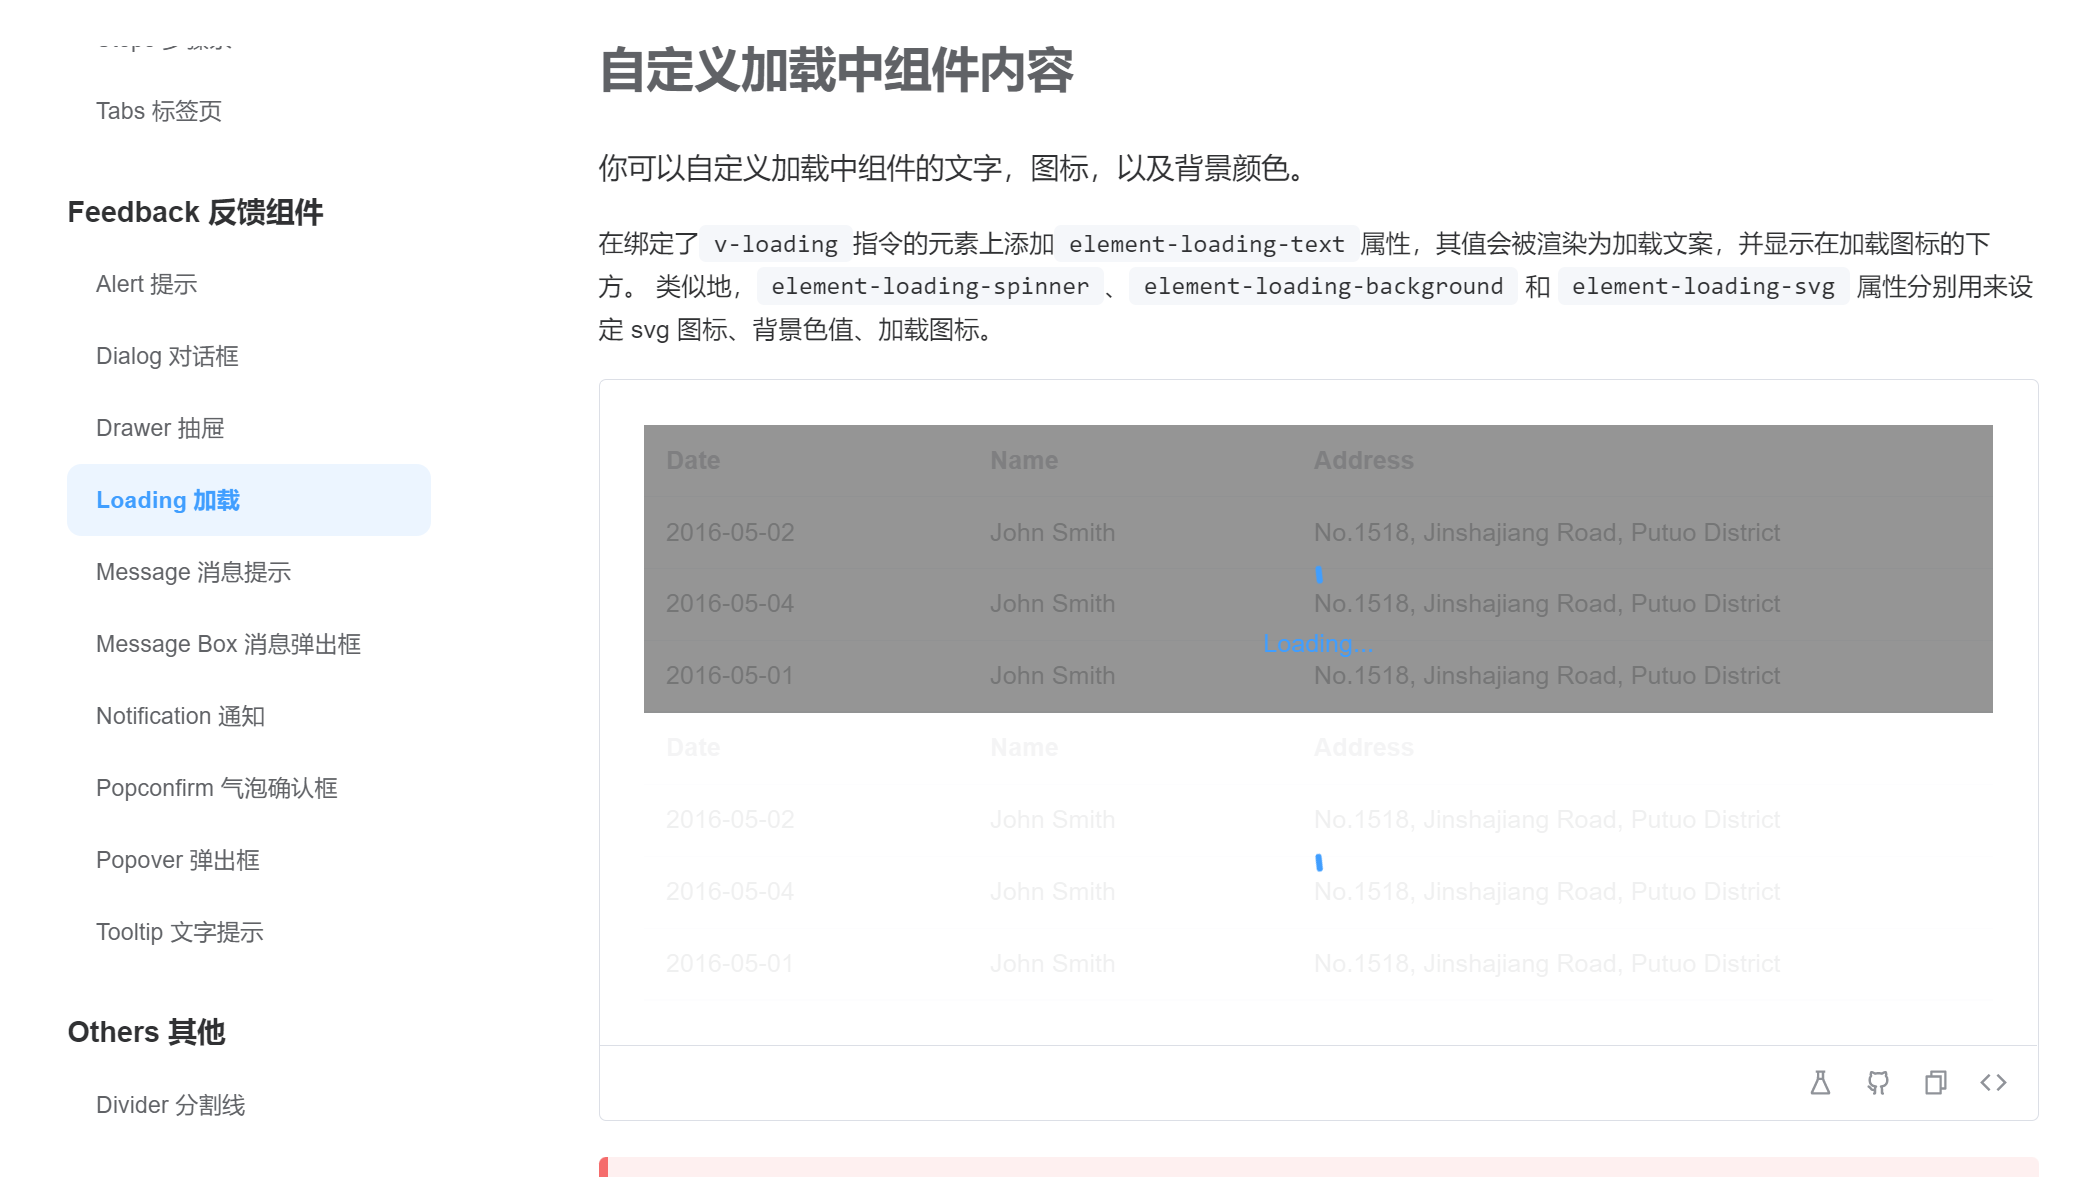 Tabs 标签页
Feedback 反馈组件
Alert 提示
Dialog 对话框
Drawer 抽屉
Loading 加载
Message 消息提示
Message Box 消息弹出框
Notification 通知
Popconfirm 气泡确认框
Popover 弹出框
Tooltip 文字提示
Others 其他
Divider 分割线
自定义加载中组件内容
你可以自定义加载中组件的文字，图标，以及背景颜色。
在绑定了 v-loading 指令的元素上添加 element-loading-text 属性，其值会被渲染为加载文案，并显示在加载图标的下
方。 类似地， element-loading-spinner 、 element-loading-background 和 element-loading-svg 属性分别用来设
定 svg 图标、背景色值、加载图标。
Date Name Address
2016-05-02 John Smith No.1518, Jinshajiang Road, Putuo District
2016-05-04 John Smith No.1518, Jinshajiang Road, Putuo District
Loading...
2016-05-01 John Smith No.1518, Jinshajiang Road, Putuo District
Date Name Address
2016-05-02 John Smith No.1518, Jinshajiang Road, Putuo District
2016-05-04 John Smith No.1518, Jinshajiang Road, Putuo District
2016-05-01 John Smith No.1518, Jinshajiang Road, Putuo District